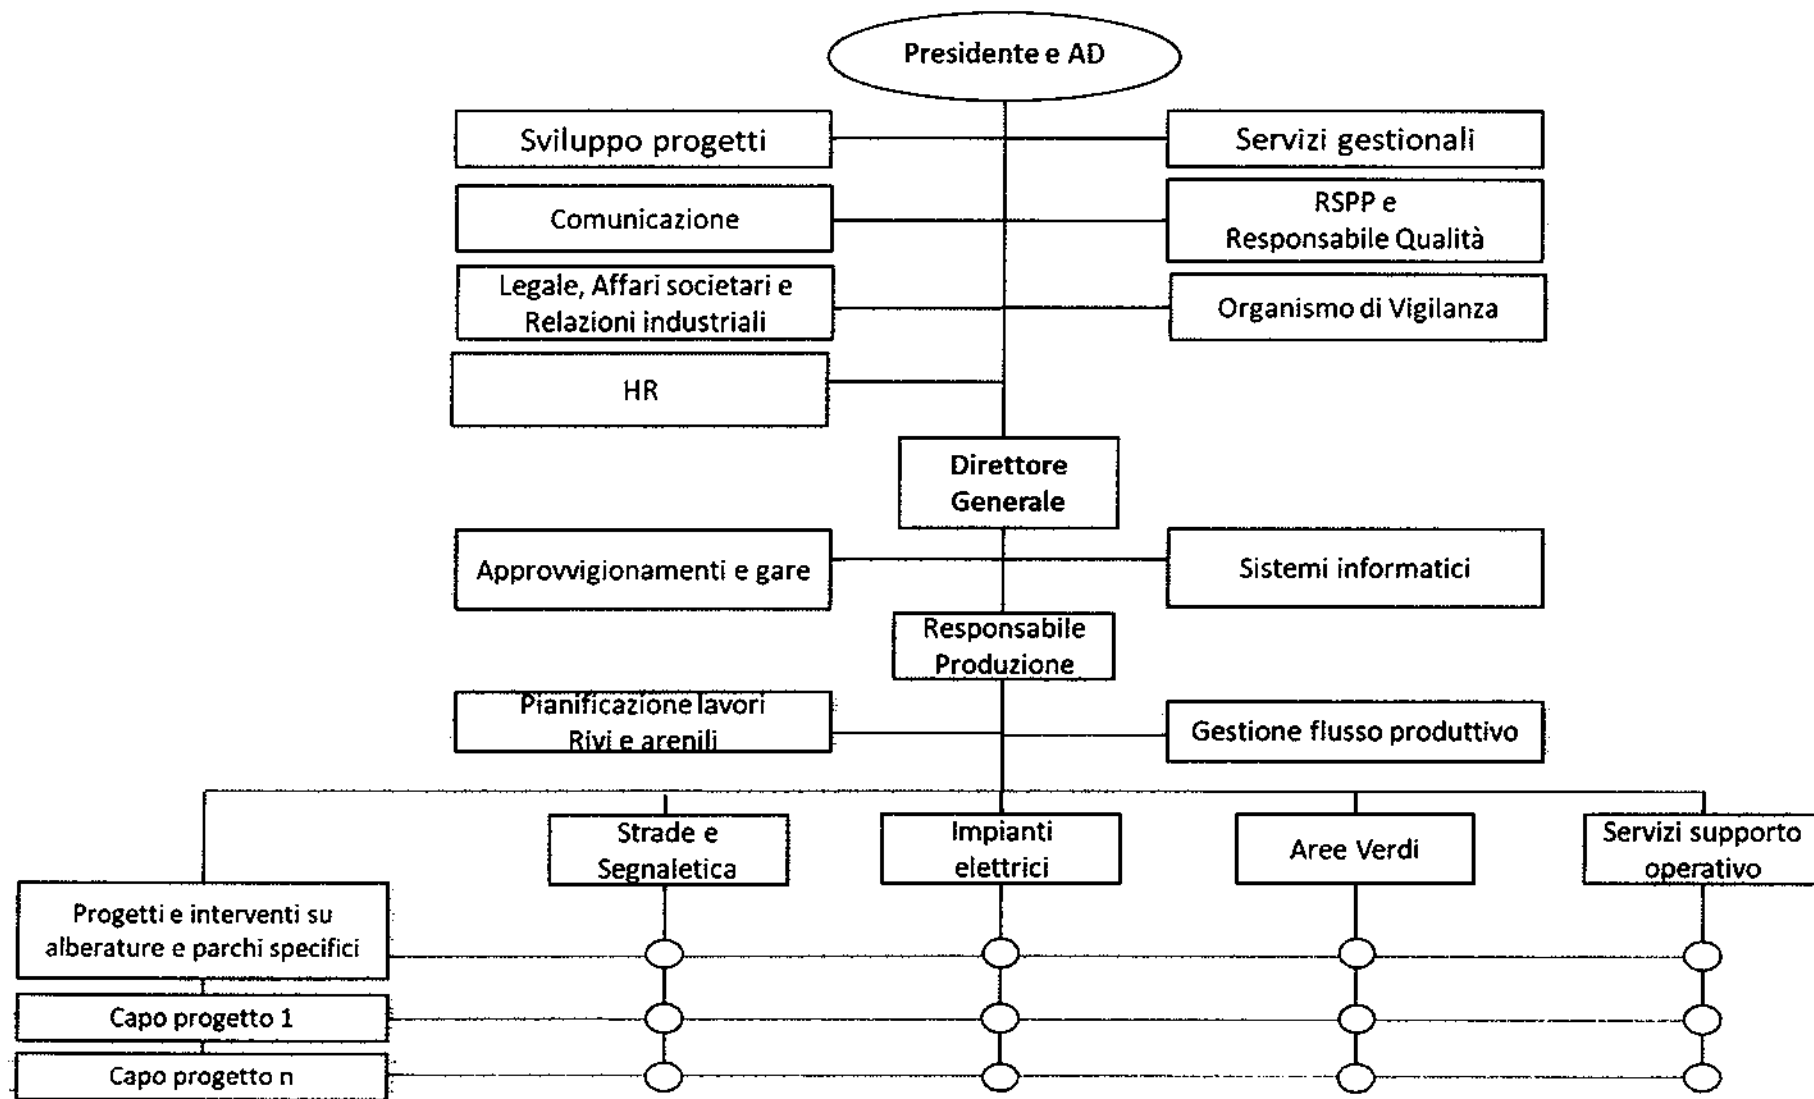 Presidente e AD
Sviluppo progetti
Servizi gestionali
Comunicazione
RSPP e
Responsabile Qualità
Legale, Affari societari e
Relazioni industriali
Organismo di Vigilanza
HR
Direttore
Generale
Approvvigionamenti e gare
Sistemi informatici
Responsabile
Produzione
Pianificazione lavori
Rivi e arenili
Gestione flusso produttivo
Strade e
Segnaletica
Impianti
elettrici
Aree Verdi
Servizi supporto
operativo
Progetti e interventi su
alberature e parchi specifici
Capo progetto 1
Capo progetto n